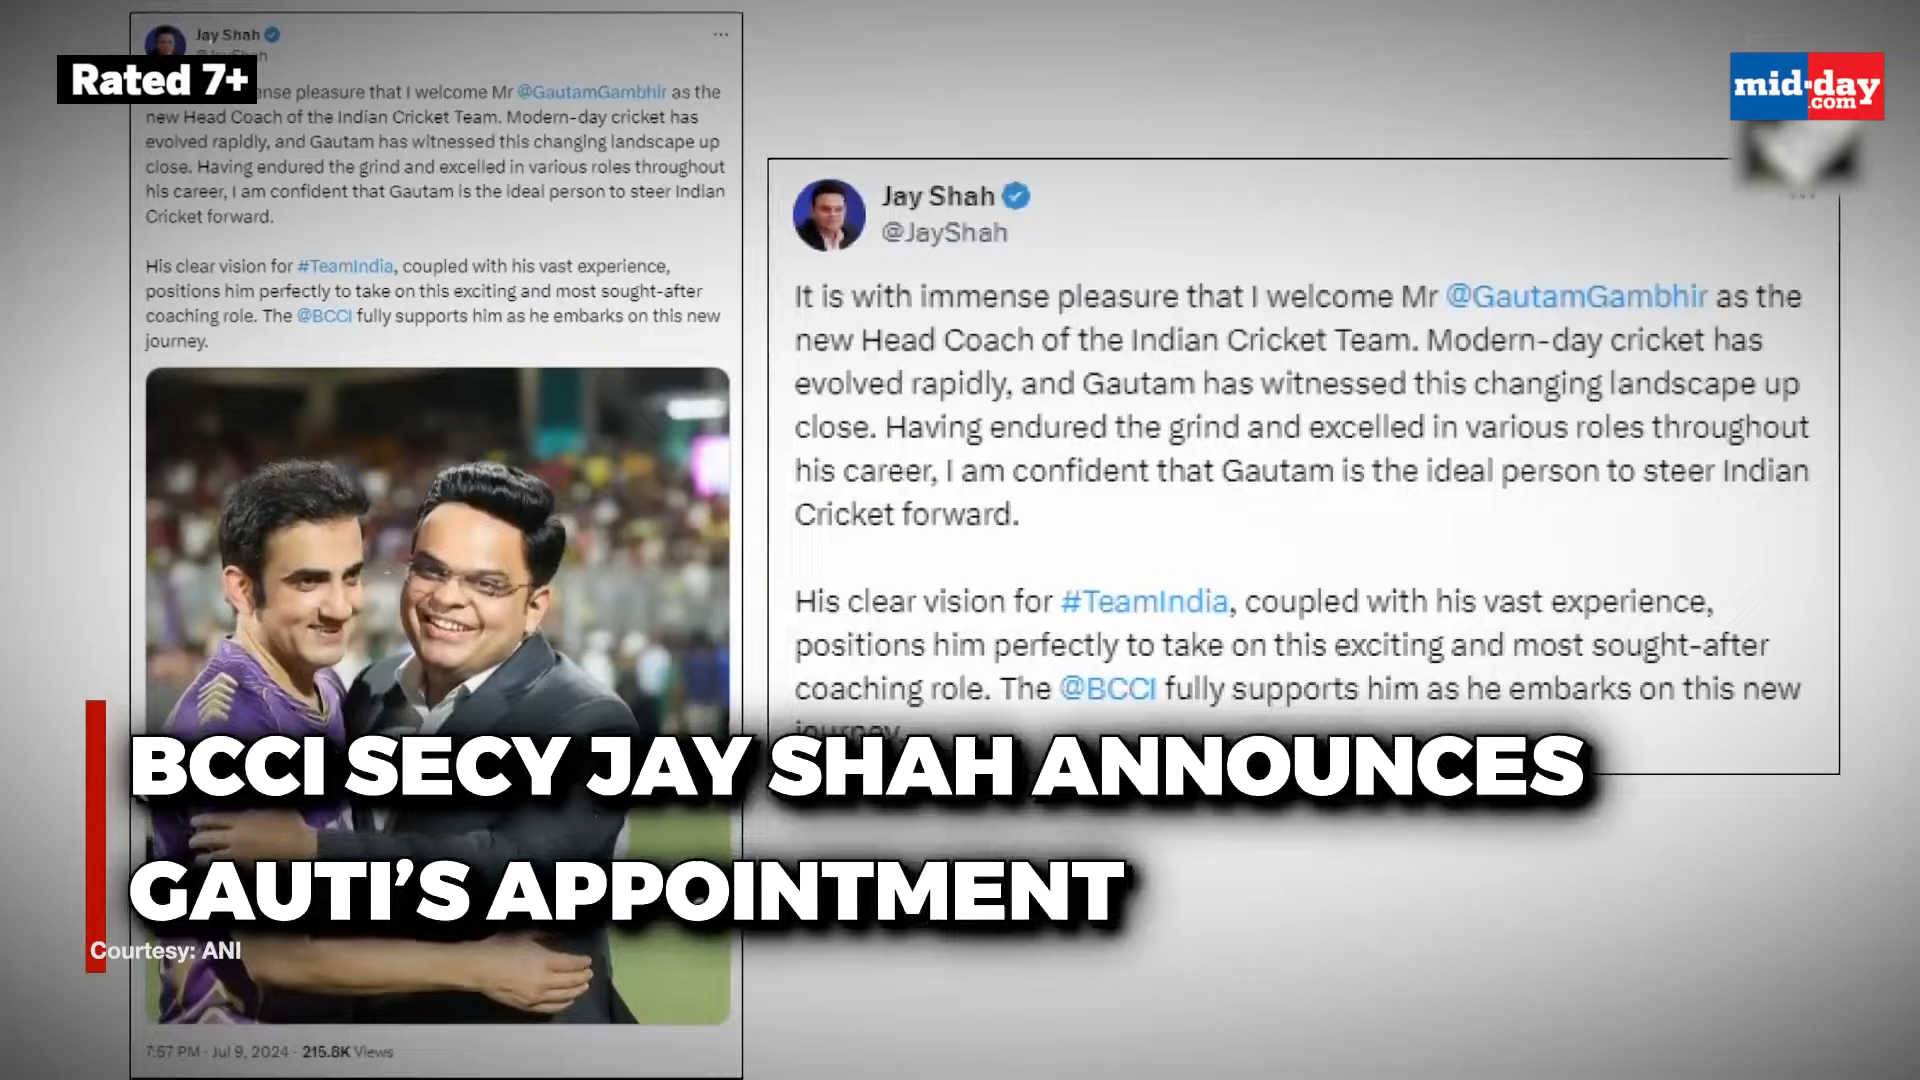 Rated 7+
mid-day
.com
Jay Shah
ense pleasure that I welcome Mr @GautamGambhir as the
new Head Coach of the Indian Cricket Team. Modern-day cricket has
evolved rapidly, and Gautam has witnessed this changing landscape up
close. Having endured the grind and excelled in various roles throughout
his career, I am confident that Gautam is the ideal person to steer Indian
Cricket forward.
His clear vision for #TeamIndia, coupled with his vast experience,
positions him perfectly to take on this exciting and most sought-after
coaching role. The @BCCI fully supports him as he embarks on this new
journey.
7:57 PM · Jul 9, 2024 · 215.8K Views
Jay Shah
@JayShah
It is with immense pleasure that I welcome Mr @GautamGambhir as the
new Head Coach of the Indian Cricket Team. Modern-day cricket has
evolved rapidly, and Gautam has witnessed this changing landscape up
close. Having endured the grind and excelled in various roles throughout
his career, I am confident that Gautam is the ideal person to steer Indian
Cricket forward.
His clear vision for #TeamIndia, coupled with his vast experience,
positions him perfectly to take on this exciting and most sought-after
coaching role. The @BCCI fully supports him as he embarks on this new
journey.
BCCI SECY JAY SHAH ANNOUNCES
GAUTI'S APPOINTMENT
Courtesy: ANI